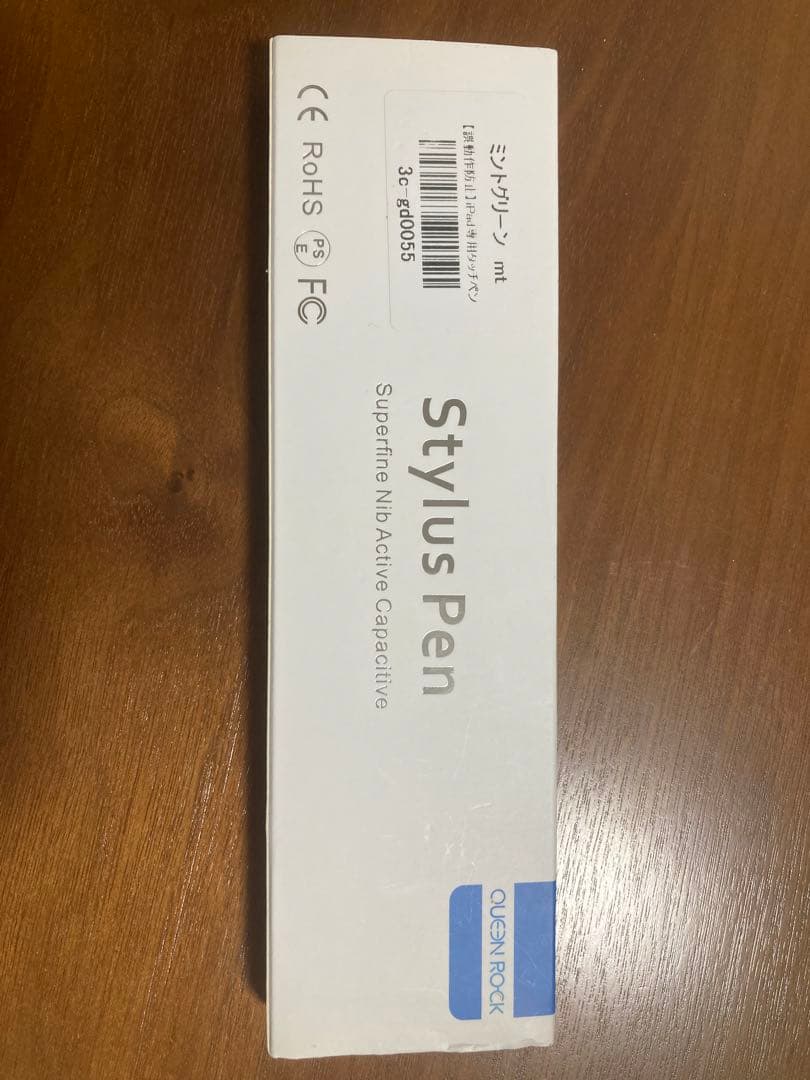 ミントグリーン mt
【誤動作防止】iPad専用タッチペン
3c-gd0055
CE RoHS PSE FC
Stylus Pen
Superfine Nib Active Capacitive
QUEEN ROCK